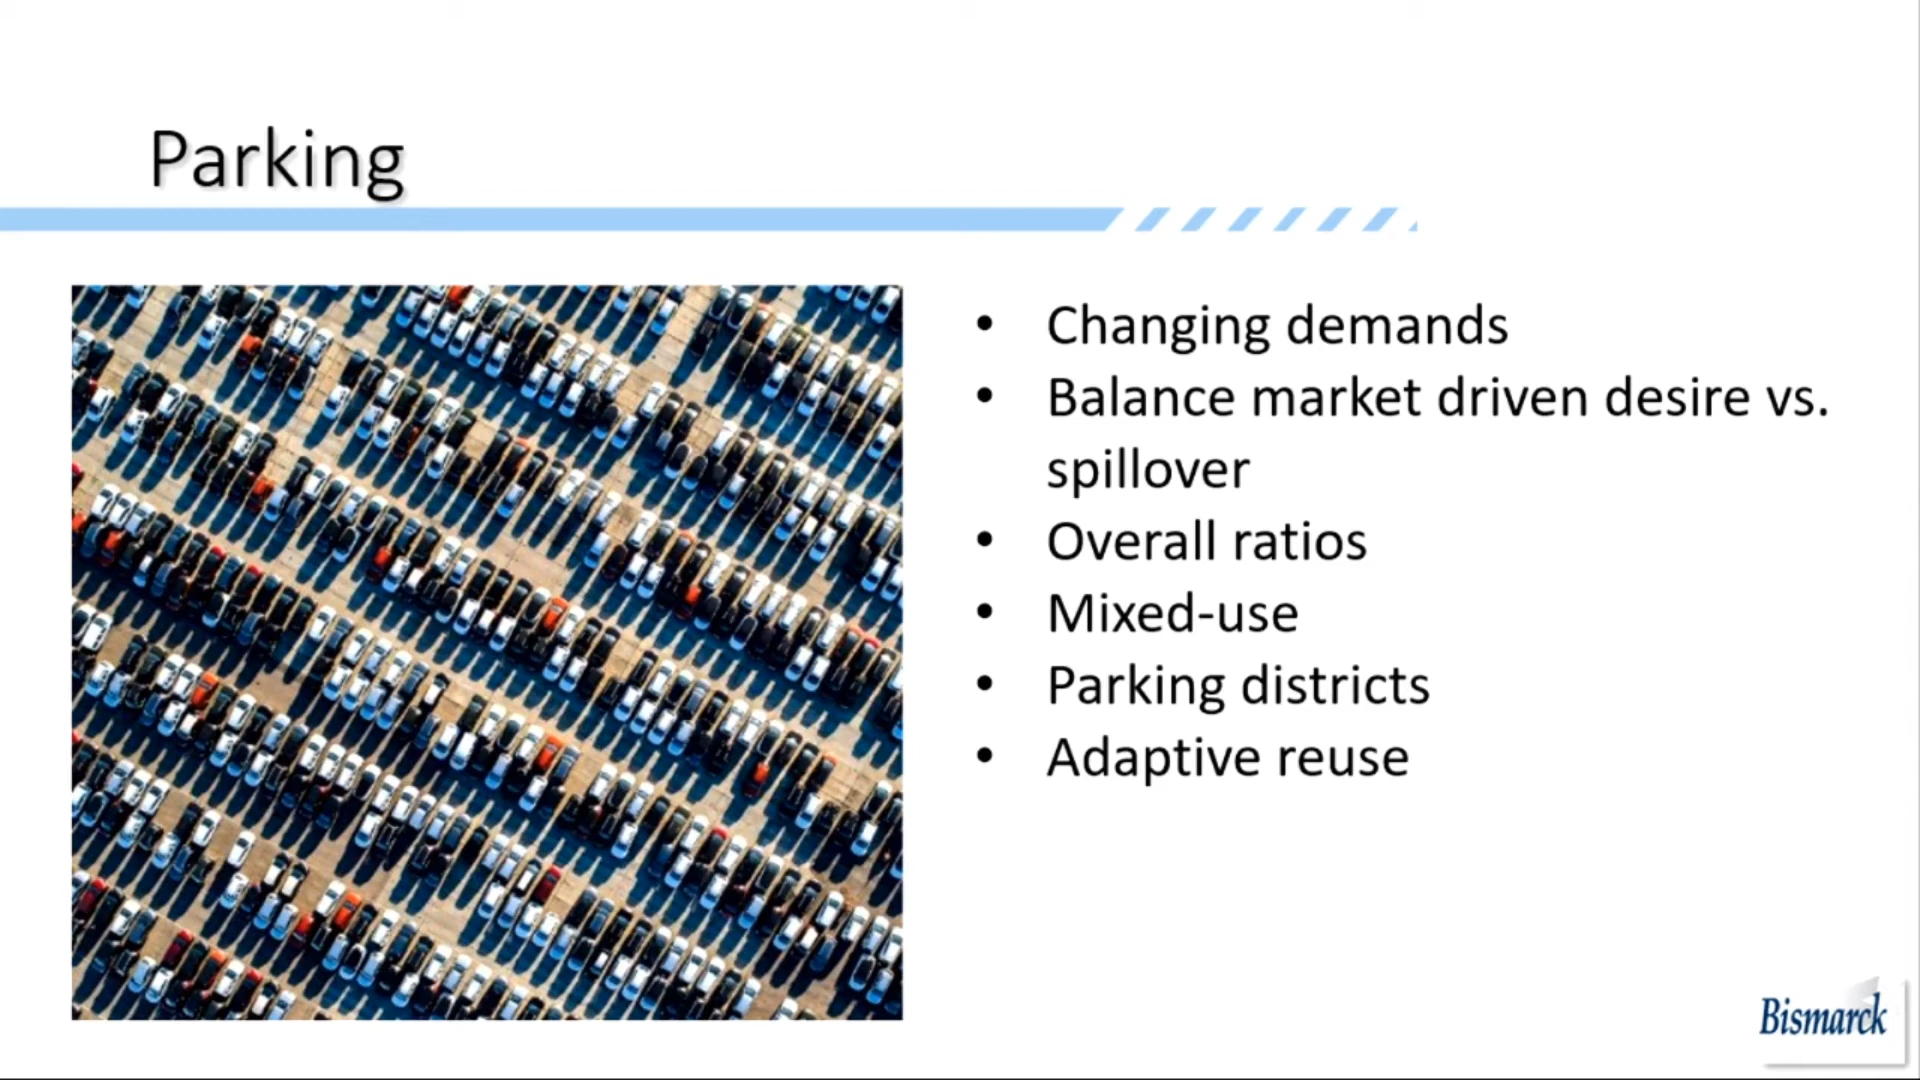 Parking
• Changing demands
• Balance market driven desire vs.
spillover
• Overall ratios
• Mixed-use
• Parking districts
• Adaptive reuse
Bismarck